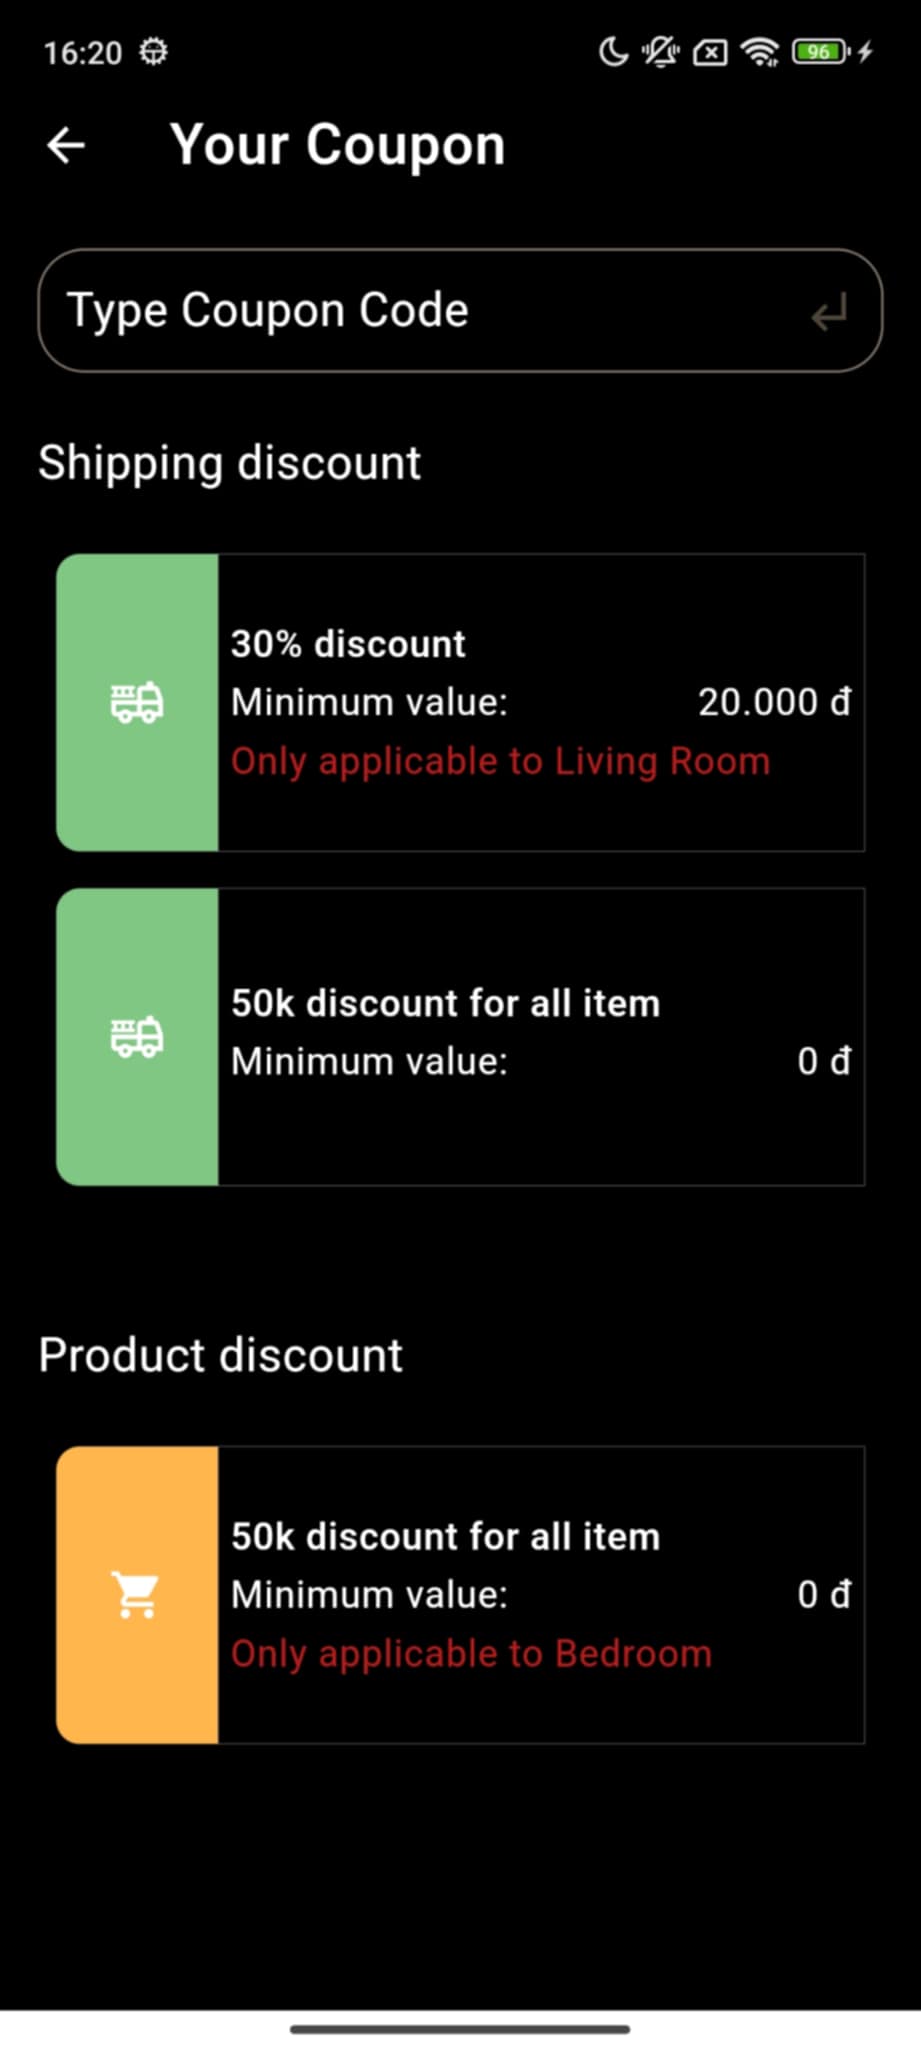 16:20
96
Your Coupon
Type Coupon Code
Shipping discount
30% discount
Minimum value: 20.000 đ
Only applicable to Living Room
50k discount for all item
Minimum value: 0 đ
Product discount
50k discount for all item
Minimum value: 0 đ
Only applicable to Bedroom